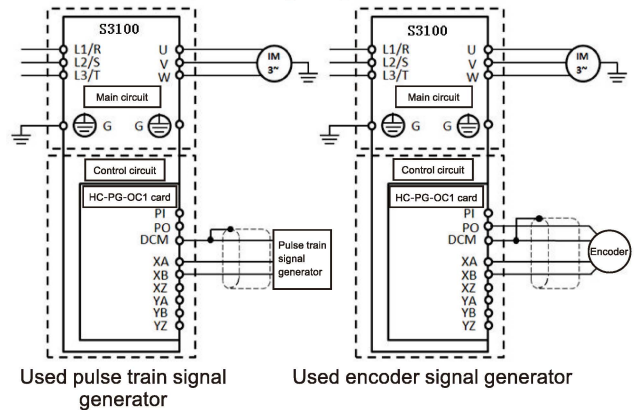 S3100
L1/R U
L2/S V
L3/T W
IM
3~
Main circuit
G G
Control circuit
HC-PG-OC1 card
PI
PO
DCM
XA
XB
XZ
YA
YB
YZ
Pulse train
signal
generator
Used pulse train signal
generator
S3100
L1/R U
L2/S V
L3/T W
IM
3~
Main circuit
G G
Control circuit
HC-PG-OC1 card
PI
PO
DCM
XA
XB
XZ
YA
YB
YZ
Encoder
Used encoder signal generator